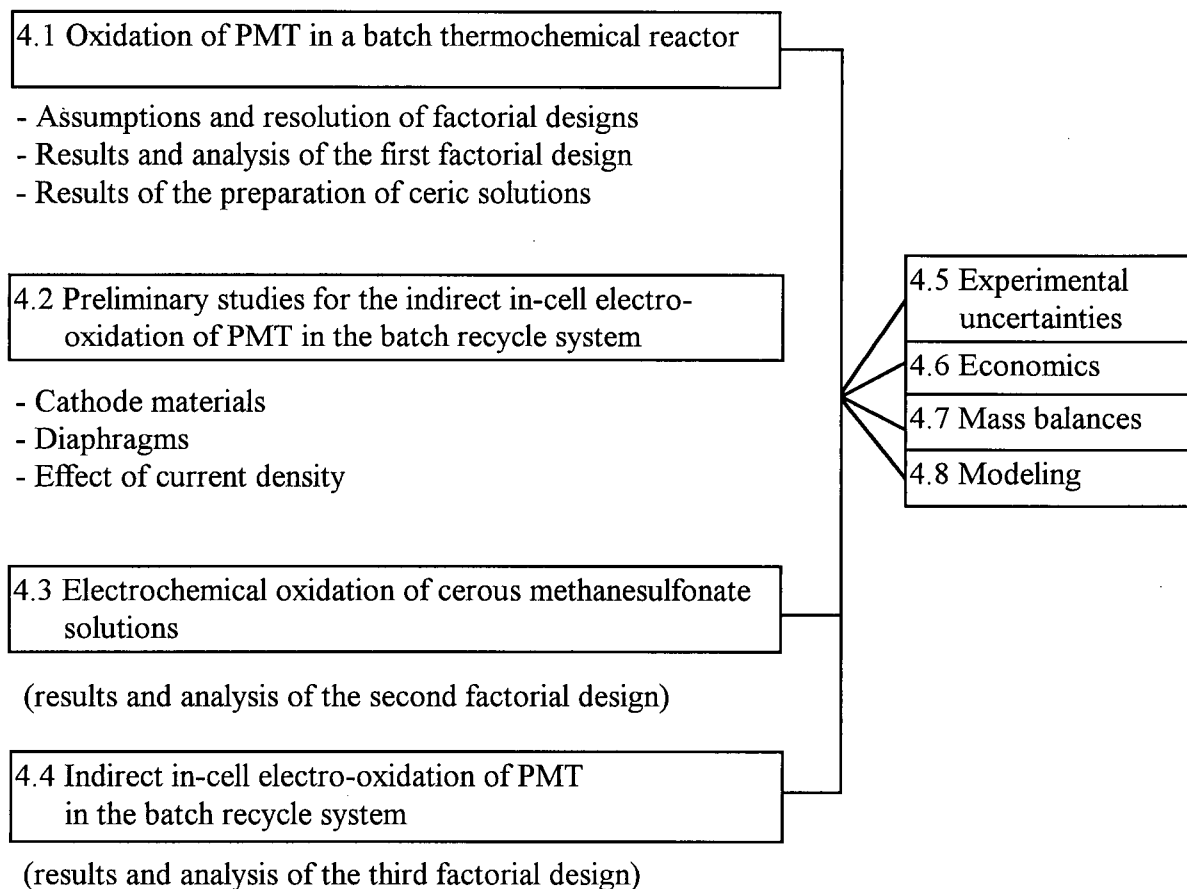 4.1 Oxidation of PMT in a batch thermochemical reactor
- Assumptions and resolution of factorial designs
- Results and analysis of the first factorial design
- Results of the preparation of ceric solutions
4.2 Preliminary studies for the indirect in-cell electro-
oxidation of PMT in the batch recycle system
- Cathode materials
- Diaphragms
- Effect of current density
4.3 Electrochemical oxidation of cerous methanesulfonate
solutions
(results and analysis of the second factorial design)
4.4 Indirect in-cell electro-oxidation of PMT
in the batch recycle system
(results and analysis of the third factorial design)
4.5 Experimental
uncertainties
4.6 Economics
4.7 Mass balances
4.8 Modeling